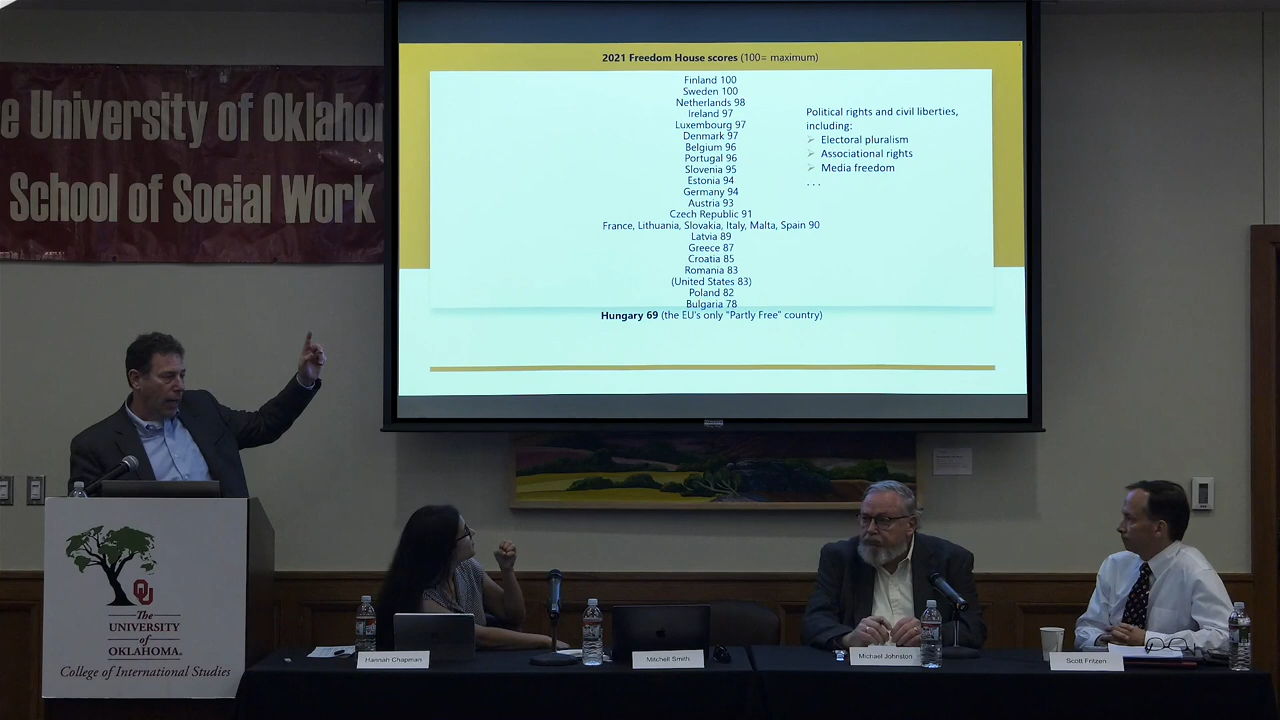 e University of Oklahor
School of Social Work
2021 Freedom House scores (100= maximum)
Finland 100
Sweden 100
Netherlands 98
Ireland 97
Luxembourg 97
Denmark 97
Belgium 96
Portugal 96
Slovenia 95
Estonia 94
Germany 94
Austria 93
Czech Republic 91
France, Lithuania, Slovakia, Italy, Malta, Spain 90
Latvia 89
Greece 87
Croatia 85
Romania 83
(United States 83)
Poland 82
Bulgaria 78
Hungary 69 (the EU's only "Partly Free" country)
Political rights and civil liberties,
including:
➢ Electoral pluralism
➢ Associational rights
➢ Media freedom
. . .
OU
The
UNIVERSITY
of
OKLAHOMA.
College of International Studies
Hannah Chapman
Mitchell Smith
Michael Johnston
Scott Fritzen